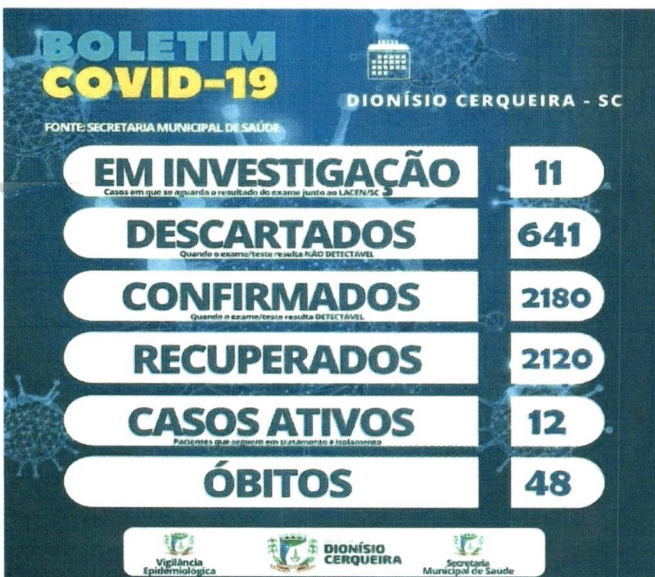 BOLETIM
COVID-19
DIONÍSIO CERQUEIRA - SC
FONTE: SECRETARIA MUNICIPAL DE SAÚDE
EM INVESTIGAÇÃO 11
Casos em que se aguarda o resultado do exame junto ao LACEN/SC
DESCARTADOS 641
Quando o exame/teste resulta NÃO DETECTÁVEL
CONFIRMADOS 2180
Quando o exame/teste resulta DETECTÁVEL
RECUPERADOS 2120
CASOS ATIVOS 12
Pacientes que seguem em tratamento e isolamento
ÓBITOS 48
Vigilância
Epidemiológica
DIONÍSIO
CERQUEIRA
Secretaria
Municipal de Saude